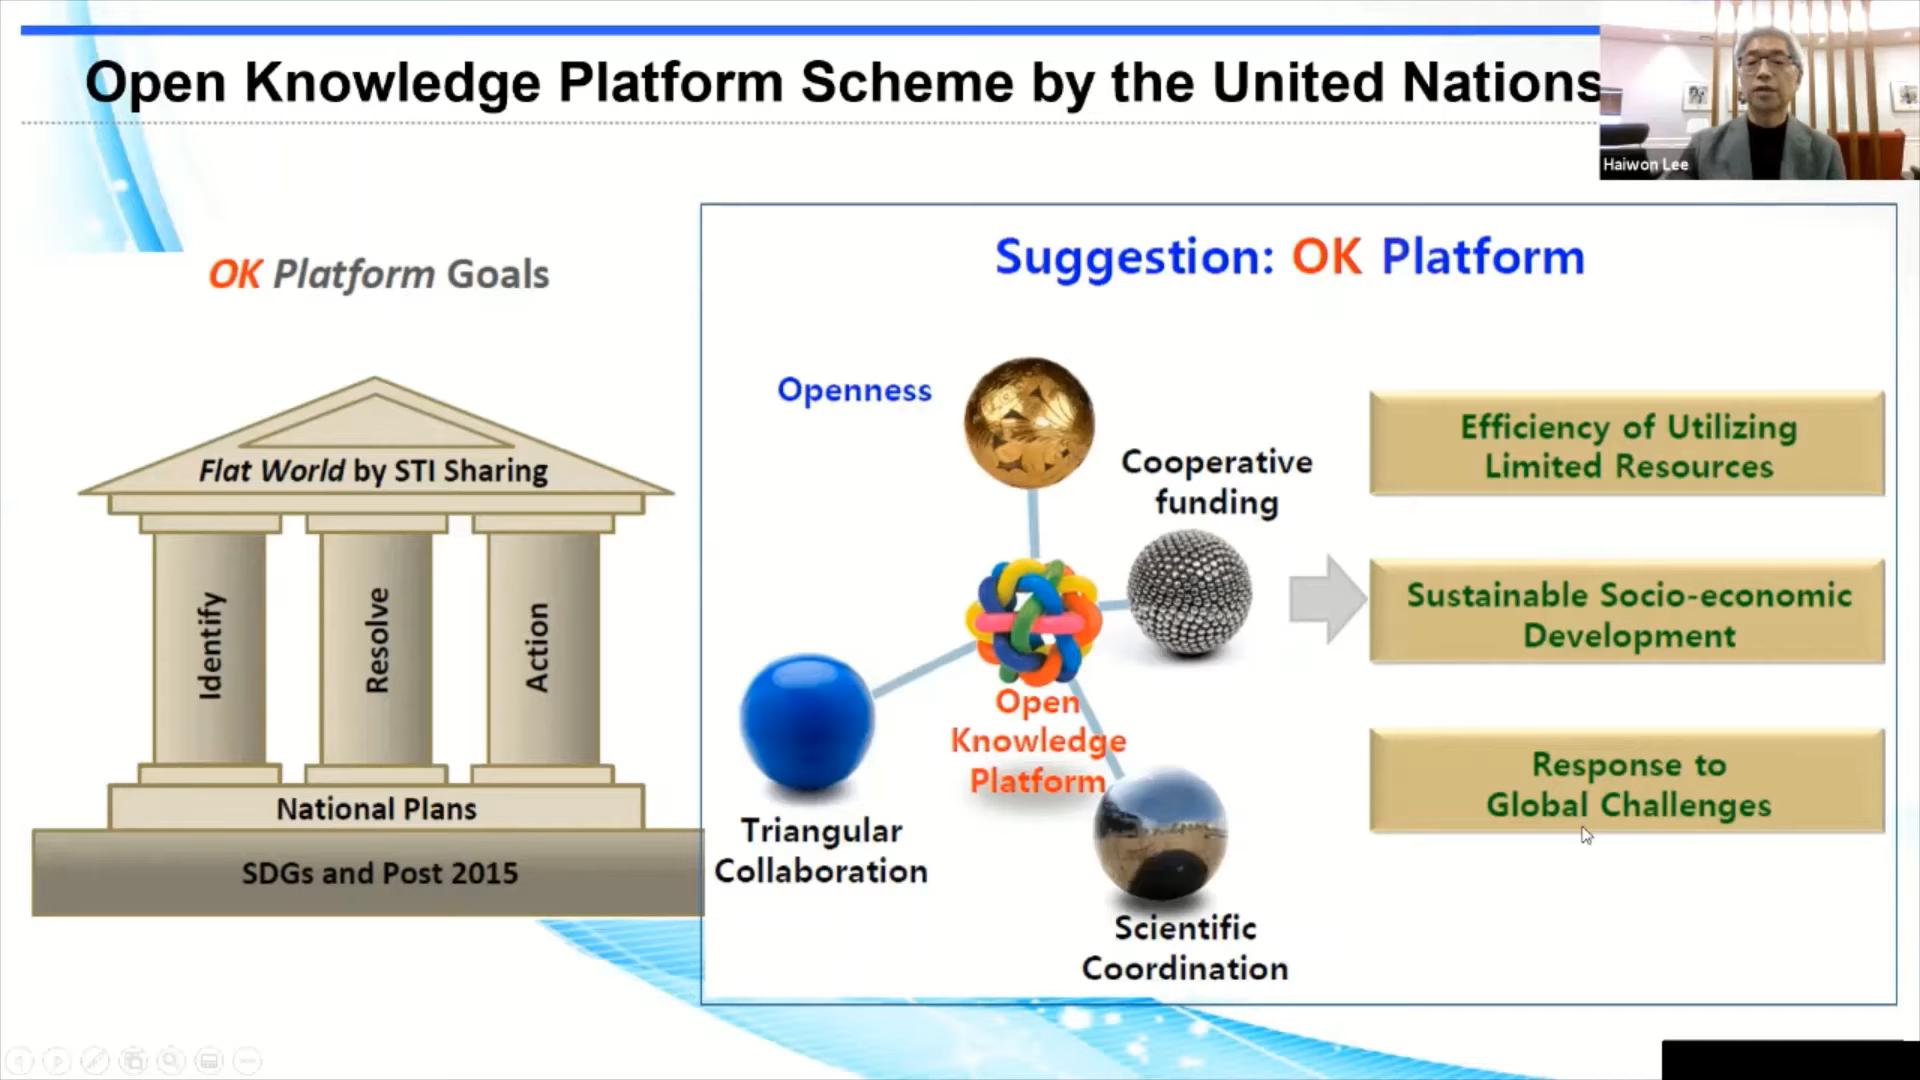 Open Knowledge Platform Scheme by the United Nations
Haiwon Lee
OK Platform Goals
Flat World by STI Sharing
Identify
Resolve
Action
National Plans
SDGs and Post 2015
Suggestion: OK Platform
Openness
Cooperative
funding
Open
Knowledge
Platform
Triangular
Collaboration
Scientific
Coordination
Efficiency of Utilizing
Limited Resources
Sustainable Socio-economic
Development
Response to
Global Challenges